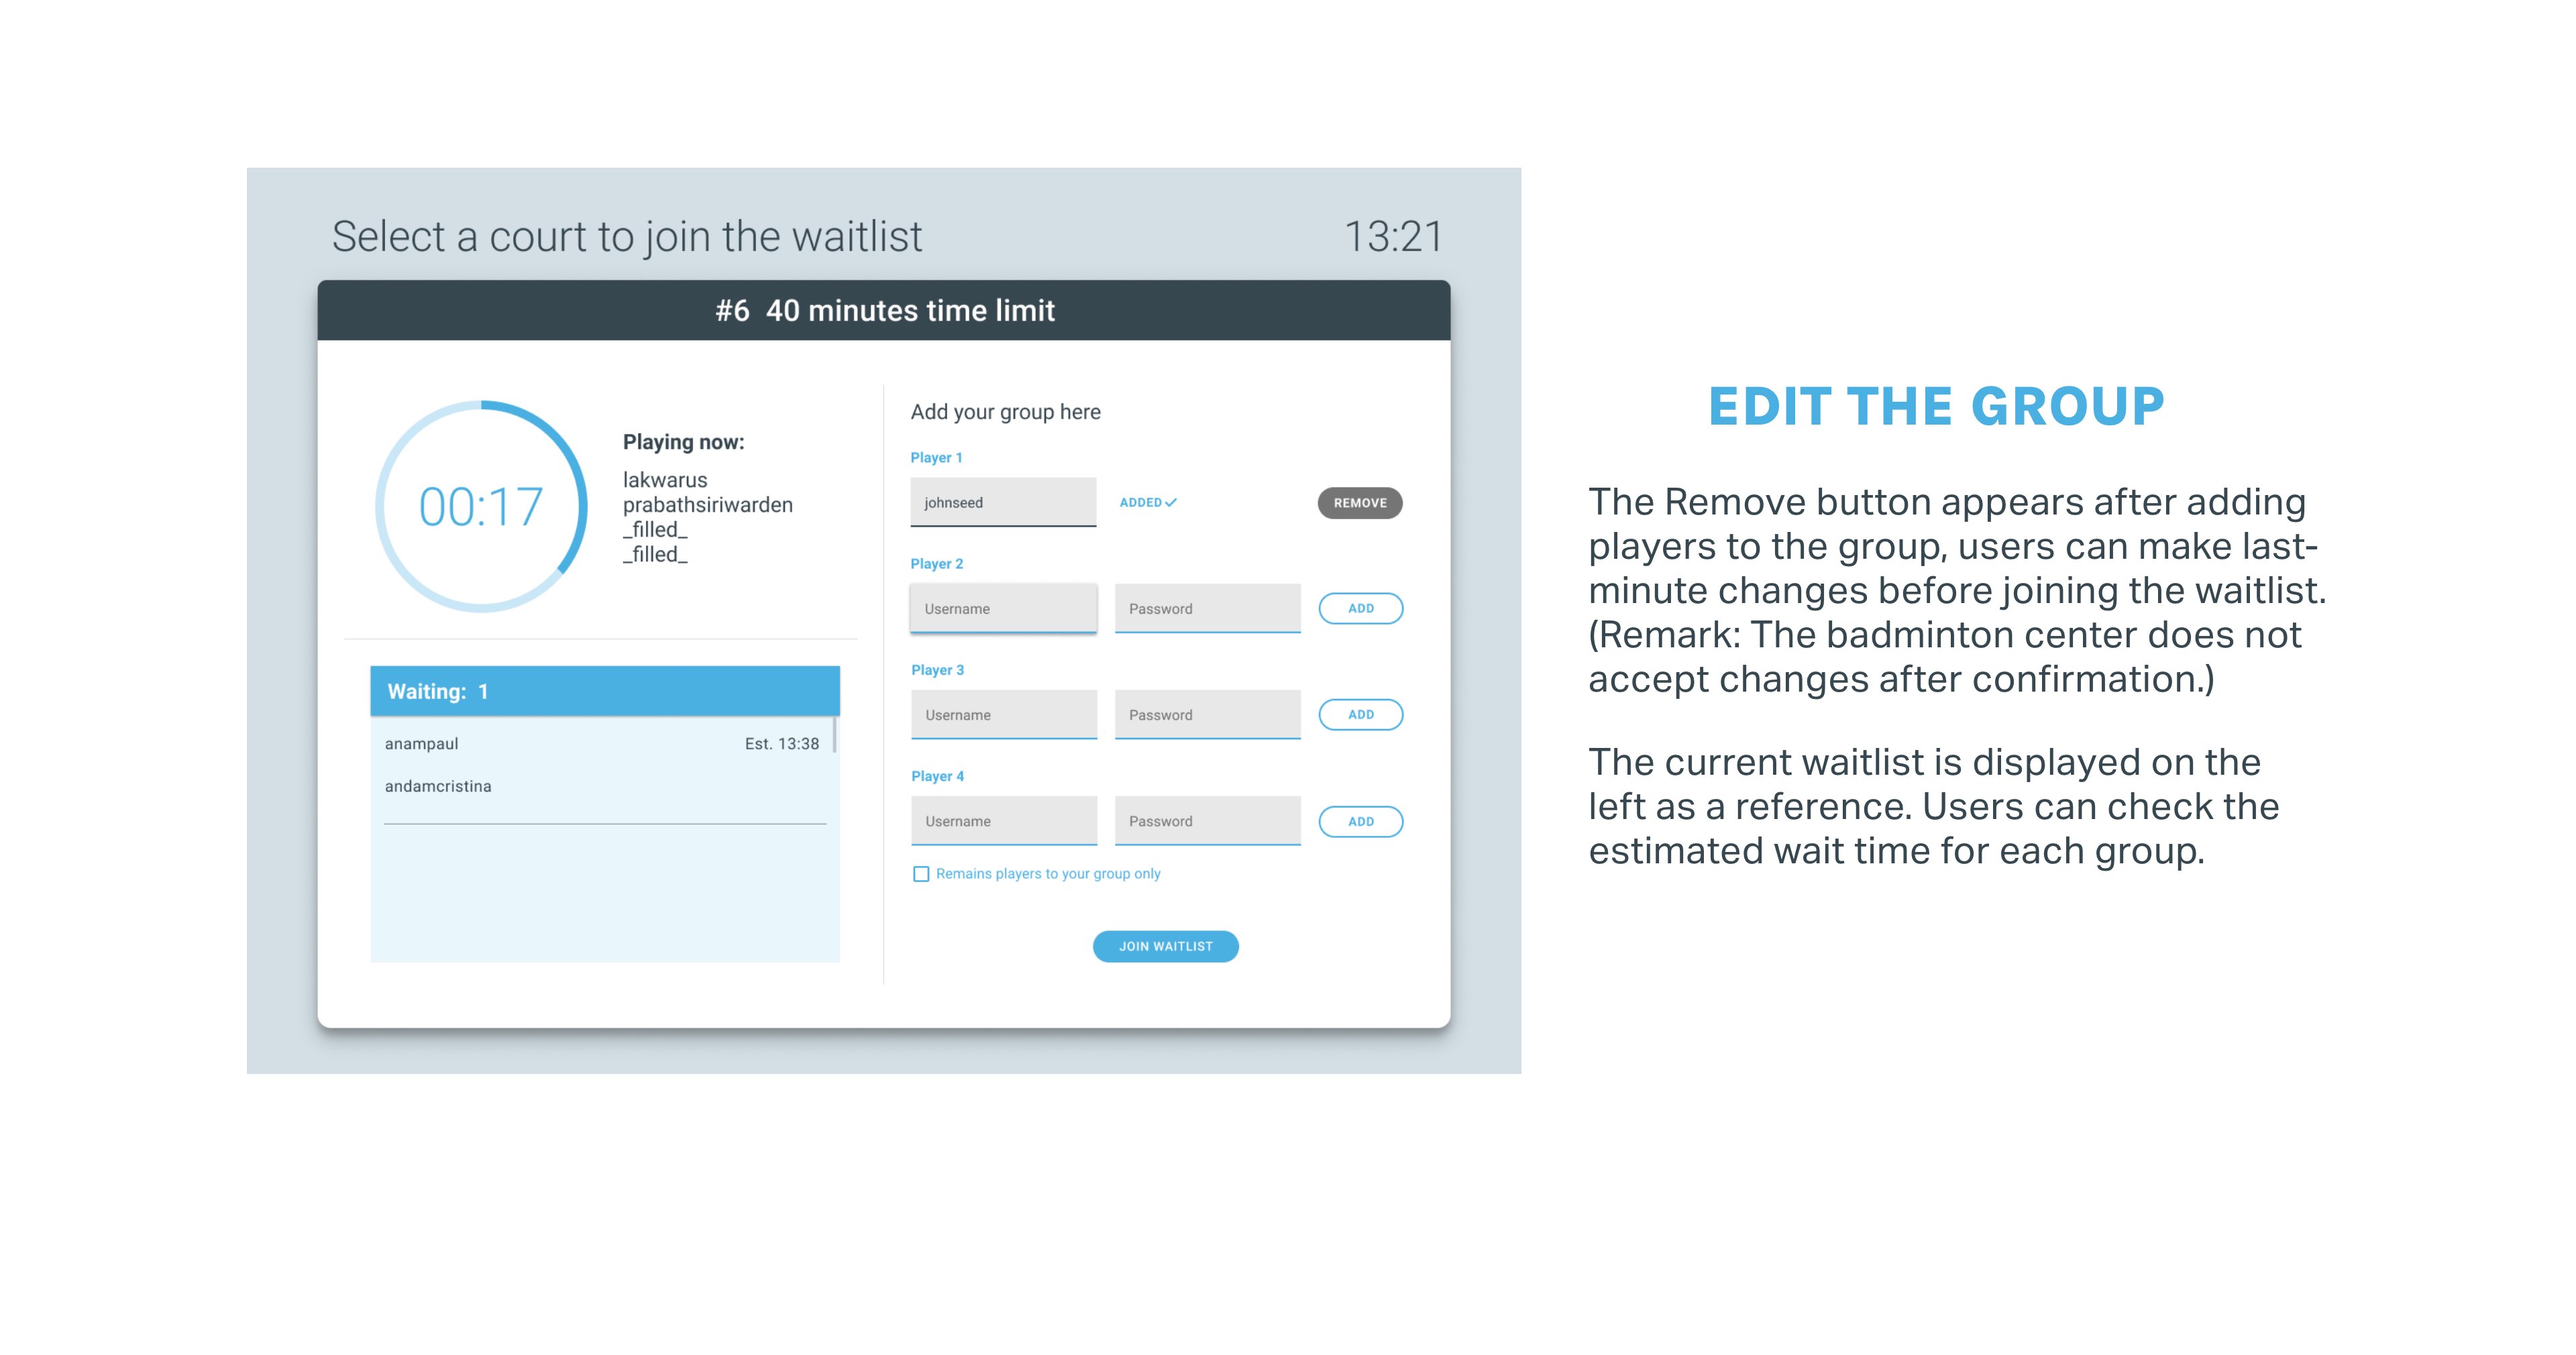 Select a court to join the waitlist
13:21
#6 40 minutes time limit
00:17
Playing now:
lakwarus
prabathsiriwarden
_filled_
_filled_
Waiting: 1
anampaul
Est. 13:38
andamcristina
Add your group here
Player 1
johnseed
ADDED
REMOVE
Player 2
Username
Password
ADD
Player 3
Username
Password
ADD
Player 4
Username
Password
ADD
Remains players to your group only
JOIN WAITLIST
EDIT THE GROUP
The Remove button appears after adding
players to the group, users can make last-
minute changes before joining the waitlist.
(Remark: The badminton center does not
accept changes after confirmation.)
The current waitlist is displayed on the
left as a reference. Users can check the
estimated wait time for each group.